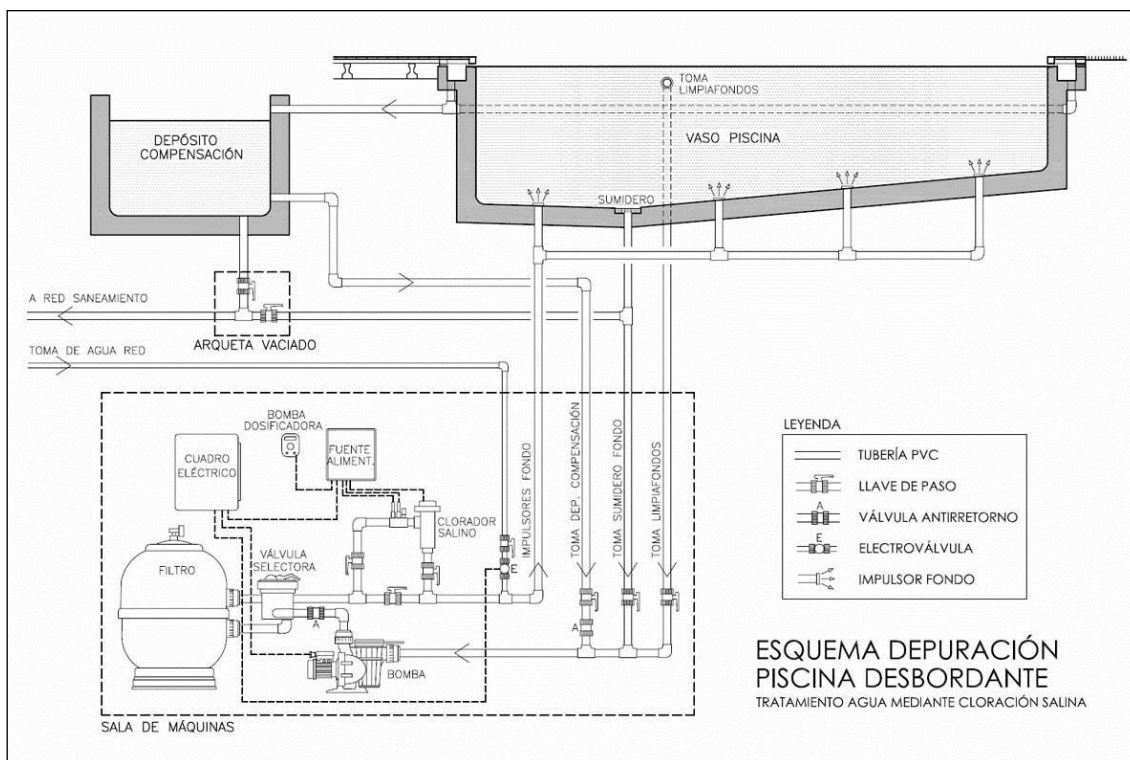 TOMA
LIMPIAFONDOS
VASO PISCINA
DEPÓSITO
COMPENSACIÓN
SUMIDERO
A RED SANEAMIENTO
ARQUETA VACIADO
TOMA DE AGUA RED
BOMBA
DOSIFICADORA
FUENTE
ALIMENT.
CUADRO
ELÉCTRICO
CLORADOR
SALINO
VÁLVULA
SELECTORA
FILTRO
E
A
A
BOMBA
IMPULSORES FONDO
TOMA DEP. COMPENSACIÓN
TOMA SUMIDERO FONDO
TOMA LIMPIAFONDOS
SALA DE MÁQUINAS
LEYENDA
TUBERÍA PVC
LLAVE DE PASO
A
VÁLVULA ANTIRRETORNO
E
ELECTROVÁLVULA
IMPULSOR FONDO
ESQUEMA DEPURACIÓN
PISCINA DESBORDANTE
TRATAMIENTO AGUA MEDIANTE CLORACIÓN SALINA